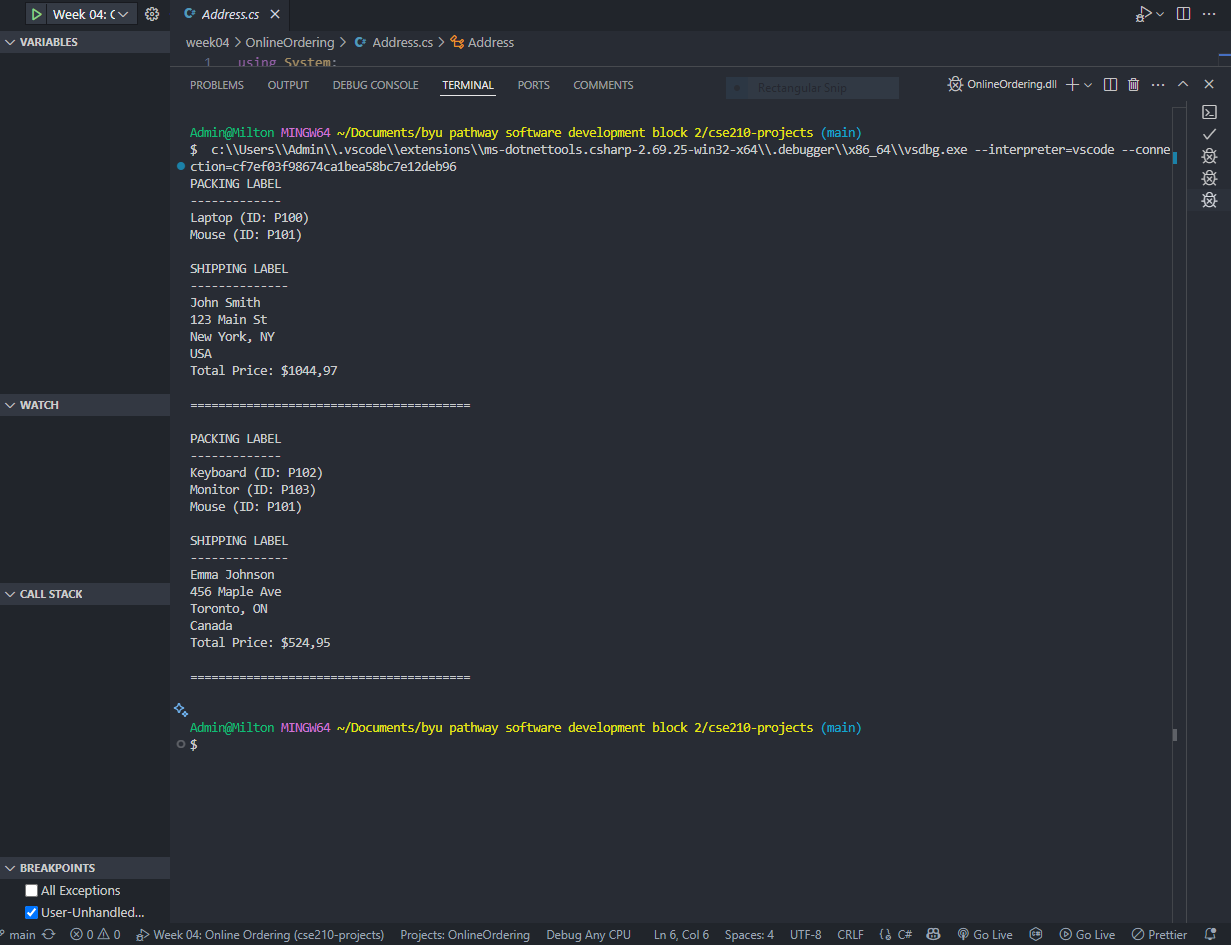 Week 04: C
Address.cs
VARIABLES
week04 > OnlineOrdering > Address.cs > Address
1 using System;
PROBLEMS OUTPUT DEBUG CONSOLE TERMINAL PORTS COMMENTS
Rectangular Snip
OnlineOrdering.dll
Admin@Milton MINGW64 ~/Documents/byu pathway software development block 2/cse210-projects (main)
$ c:\\Users\\Admin\\.vscode\\extensions\\ms-dotnettools.csharp-2.69.25-win32-x64\\.debugger\\x86_64\\vsdbg.exe --interpreter=vscode --conne
ction=cf7ef03f98674ca1bea58bc7e12deb96
PACKING LABEL
-------------
Laptop (ID: P100)
Mouse (ID: P101)
SHIPPING LABEL
--------------
John Smith
123 Main St
New York, NY
USA
Total Price: $1044,97
========================================
PACKING LABEL
-------------
Keyboard (ID: P102)
Monitor (ID: P103)
Mouse (ID: P101)
SHIPPING LABEL
--------------
Emma Johnson
456 Maple Ave
Toronto, ON
Canada
Total Price: $524,95
========================================
Admin@Milton MINGW64 ~/Documents/byu pathway software development block 2/cse210-projects (main)
$
WATCH
CALL STACK
BREAKPOINTS
All Exceptions
User-Unhandled...
main 0 0 Week 04: Online Ordering (cse210-projects) Projects: OnlineOrdering Debug Any CPU Ln 6, Col 6 Spaces: 4 UTF-8 CRLF {} C# Go Live Go Live Prettier